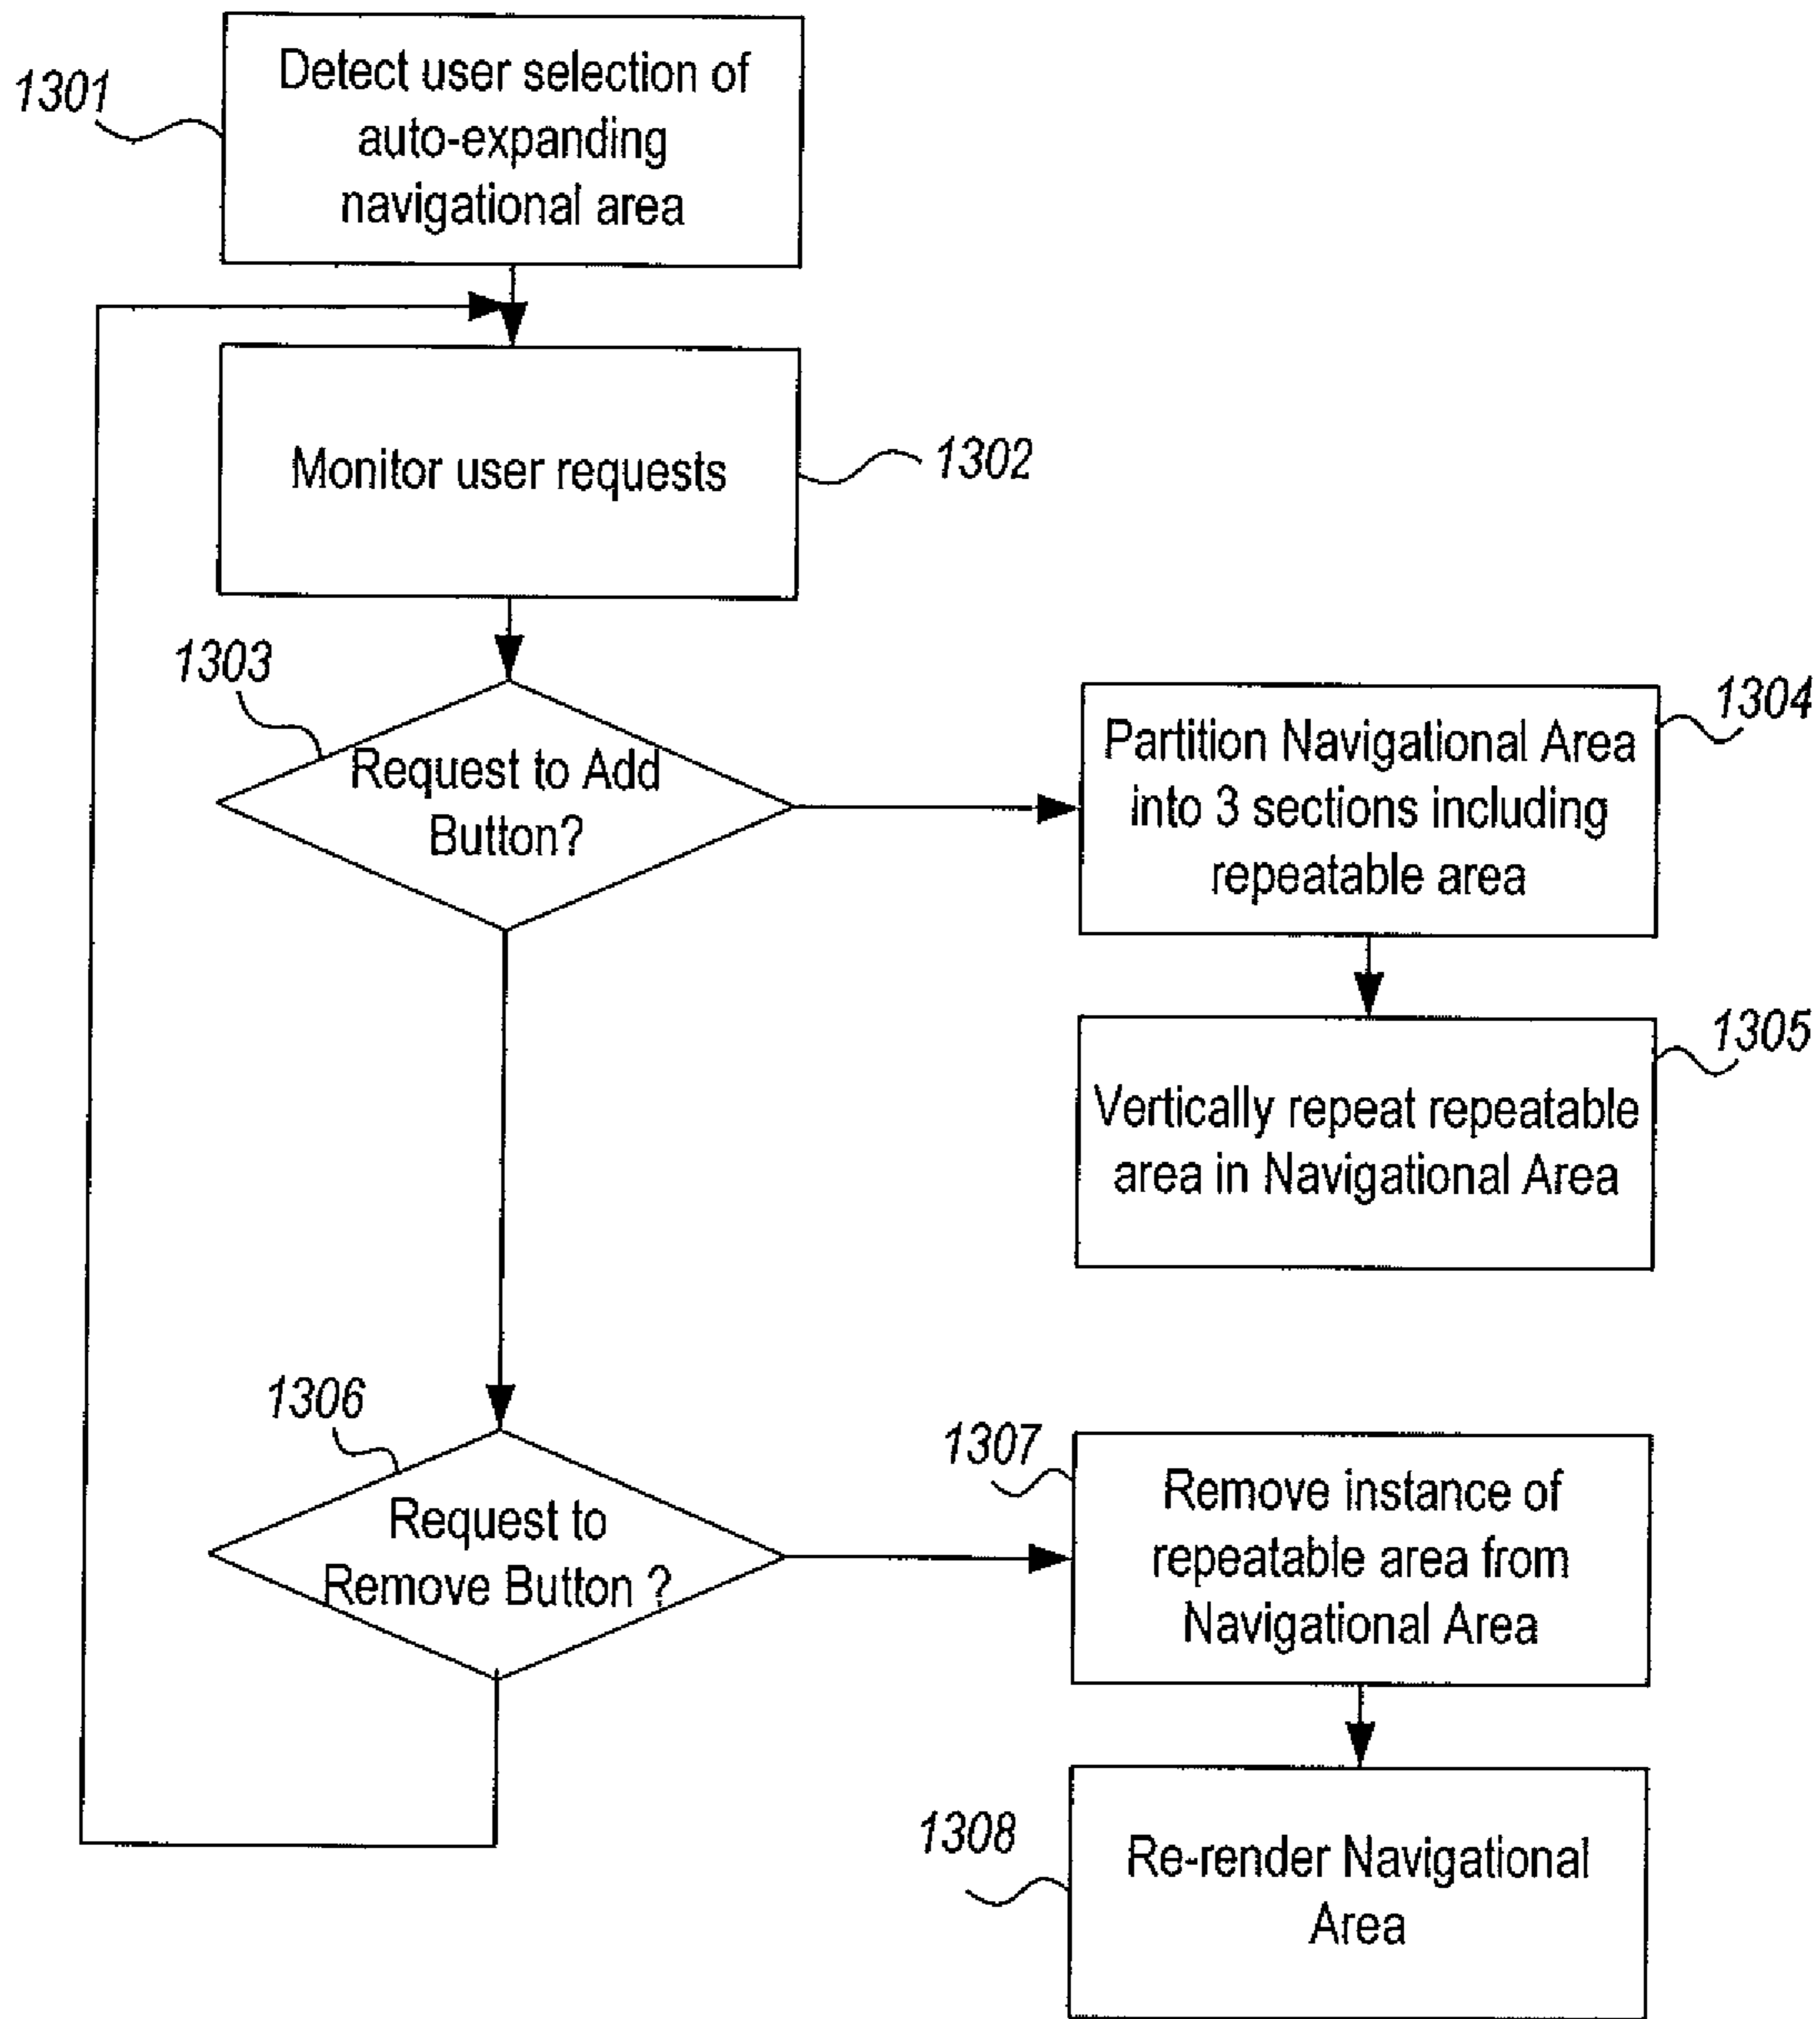 1301
Detect user selection of
auto-expanding
navigational area
Monitor user requests
1302
1303
Request to Add
Button?
1304
Partition Navigational Area
into 3 sections including
repeatable area
1305
Vertically repeat repeatable
area in Navigational Area
1306
Request to
Remove Button ?
1307
Remove instance of
repeatable area from
Navigational Area
1308
Re-render Navigational
Area